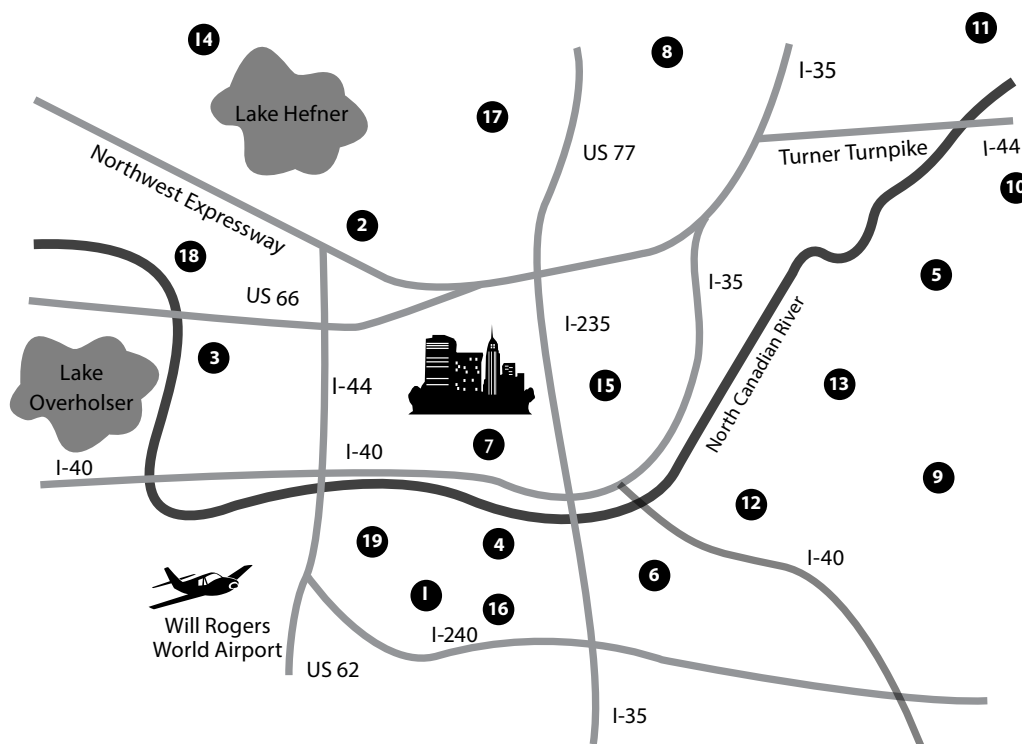 11
14
8
I-35
Lake Hefner
17
Turner Turnpike
I-44
US 77
Northwest Expressway
10
2
18
5
I-35
US 66
I-235
North Canadian River
3
Lake
Overholser
I-44
15
13
7
I-40
I-40
9
12
19
4
I-40
6
1
16
Will Rogers
World Airport
I-240
US 62
I-35